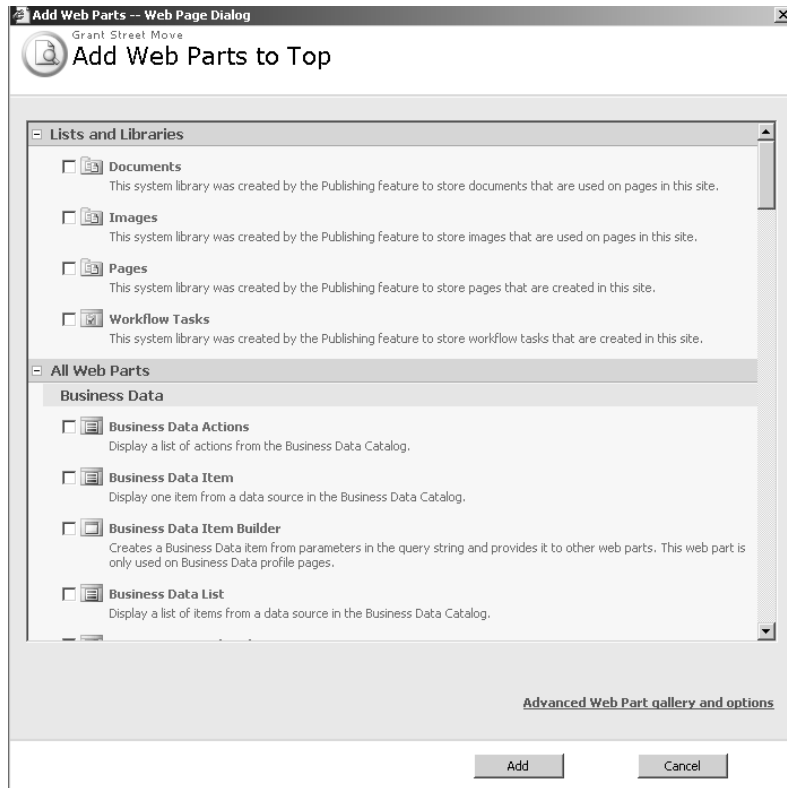 Add Web Parts -- Web Page Dialog
Grant Street Move
Add Web Parts to Top
Lists and Libraries
Documents
This system library was created by the Publishing feature to store documents that are used on pages in this site.
Images
This system library was created by the Publishing feature to store images that are used on pages in this site.
Pages
This system library was created by the Publishing feature to store pages that are created in this site.
Workflow Tasks
This system library was created by the Publishing feature to store workflow tasks that are created in this site.
All Web Parts
Business Data
Business Data Actions
Display a list of actions from the Business Data Catalog.
Business Data Item
Display one item from a data source in the Business Data Catalog.
Business Data Item Builder
Creates a Business Data item from parameters in the query string and provides it to other web parts. This web part is
only used on Business Data profile pages.
Business Data List
Display a list of items from a data source in the Business Data Catalog.
Advanced Web Part gallery and options
Add Cancel